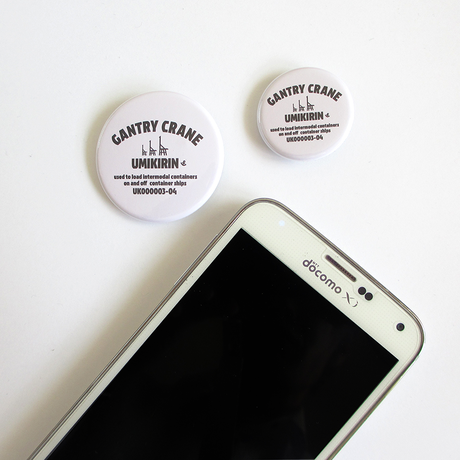 GANTRY CRANE
UMIKIRIN
used to load intermodal containers
on and off container ships
UK000003-04
GANTRY CRANE
UMIKIRIN
used to load intermodal containers
on and off container ships
UK000003-04
docomo Xi